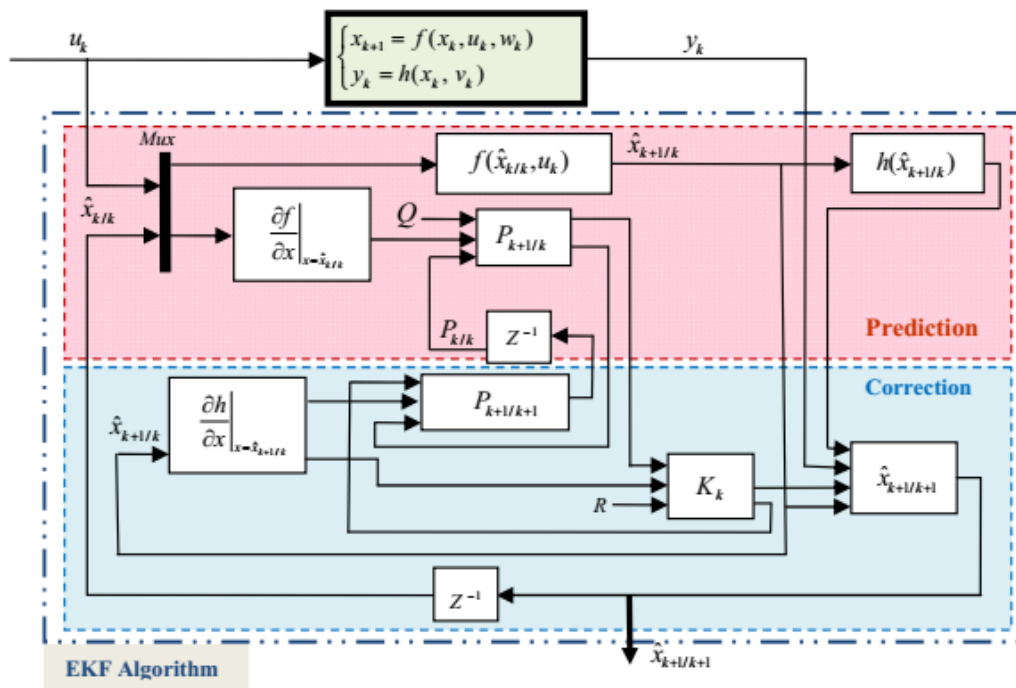 u_k
{ x_{k+1} = f(x_k, u_k, w_k)
y_k = h(x_k, v_k)
y_k
Mux
x̂_{k/k}
f(x̂_{k/k}, u_k)
x̂_{k+1/k}
h(x̂_{k+1/k})
∂f/∂x|_{x=x̂_{k/k}}
Q
P_{k+1/k}
P_{k/k}
Z^{-1}
Prediction
Correction
x̂_{k+1/k}
∂h/∂x|_{x=x̂_{k+1/k}}
P_{k+1/k+1}
R
K_k
x̂_{k+1/k+1}
Z^{-1}
x̂_{k+1/k+1}
EKF Algorithm